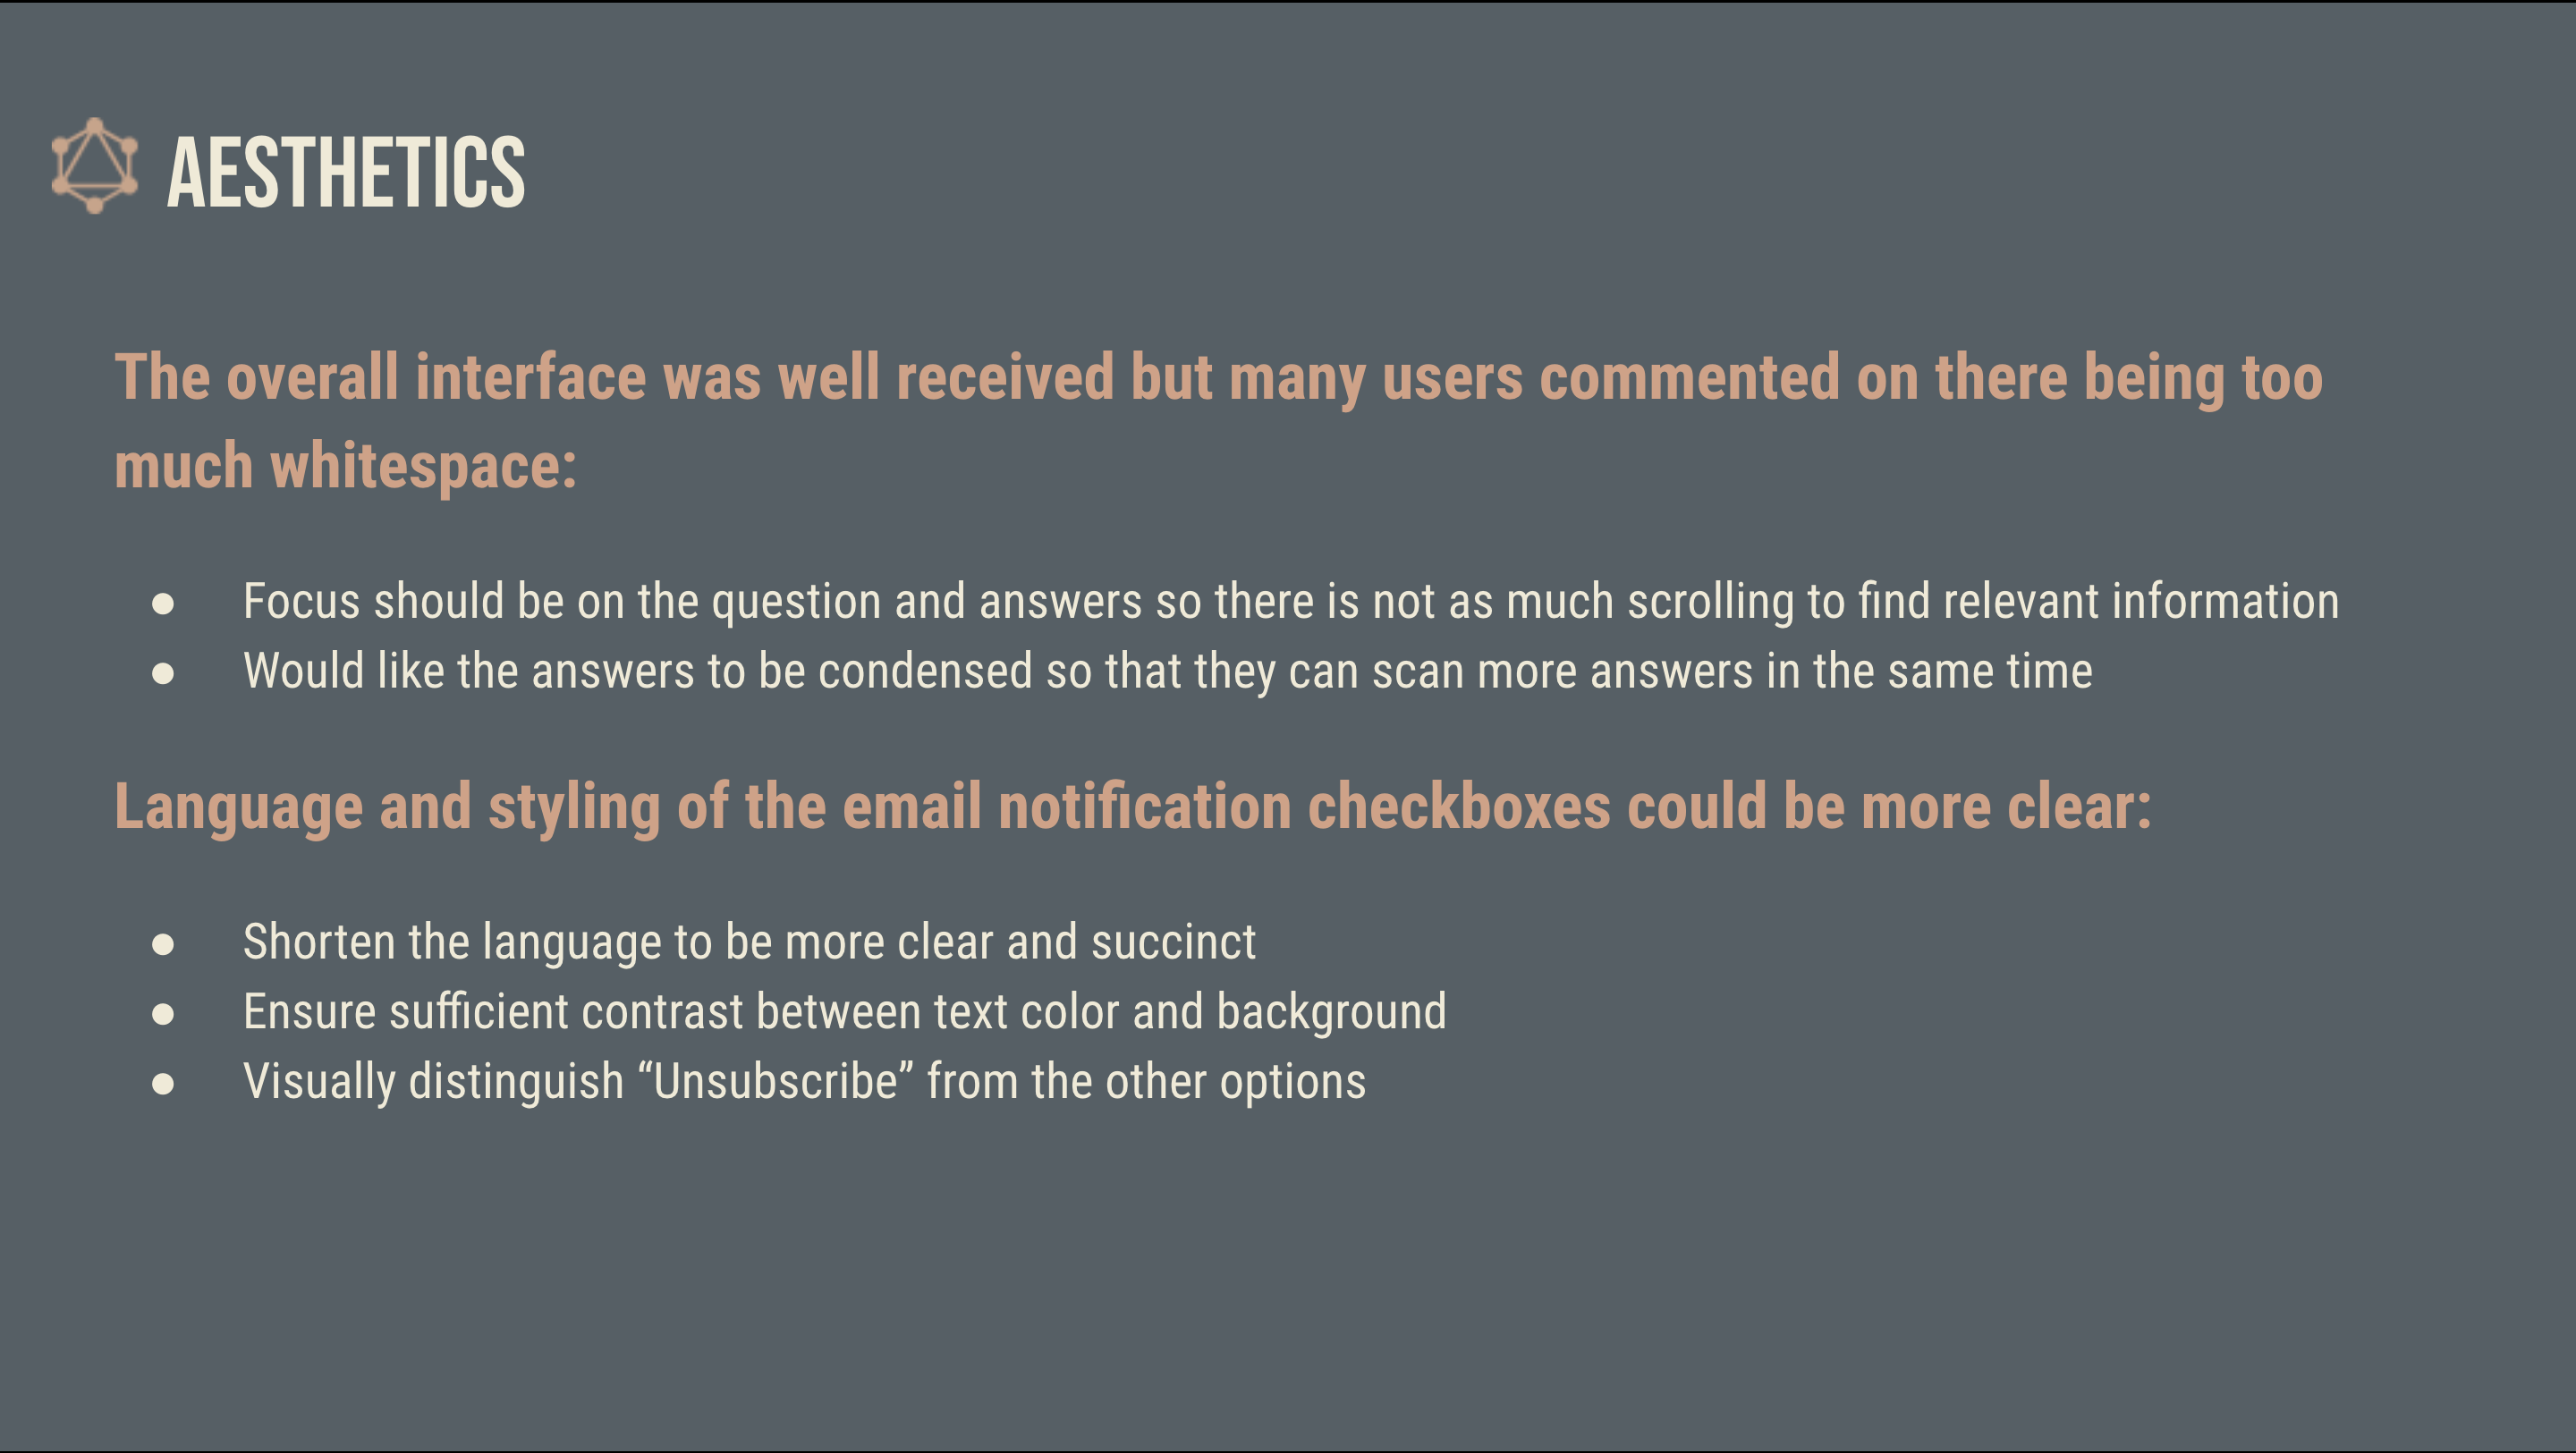 AESTHETICS
The overall interface was well received but many users commented on there being too
much whitespace:
● Focus should be on the question and answers so there is not as much scrolling to find relevant information
● Would like the answers to be condensed so that they can scan more answers in the same time
Language and styling of the email notification checkboxes could be more clear:
● Shorten the language to be more clear and succinct
● Ensure sufficient contrast between text color and background
● Visually distinguish “Unsubscribe” from the other options